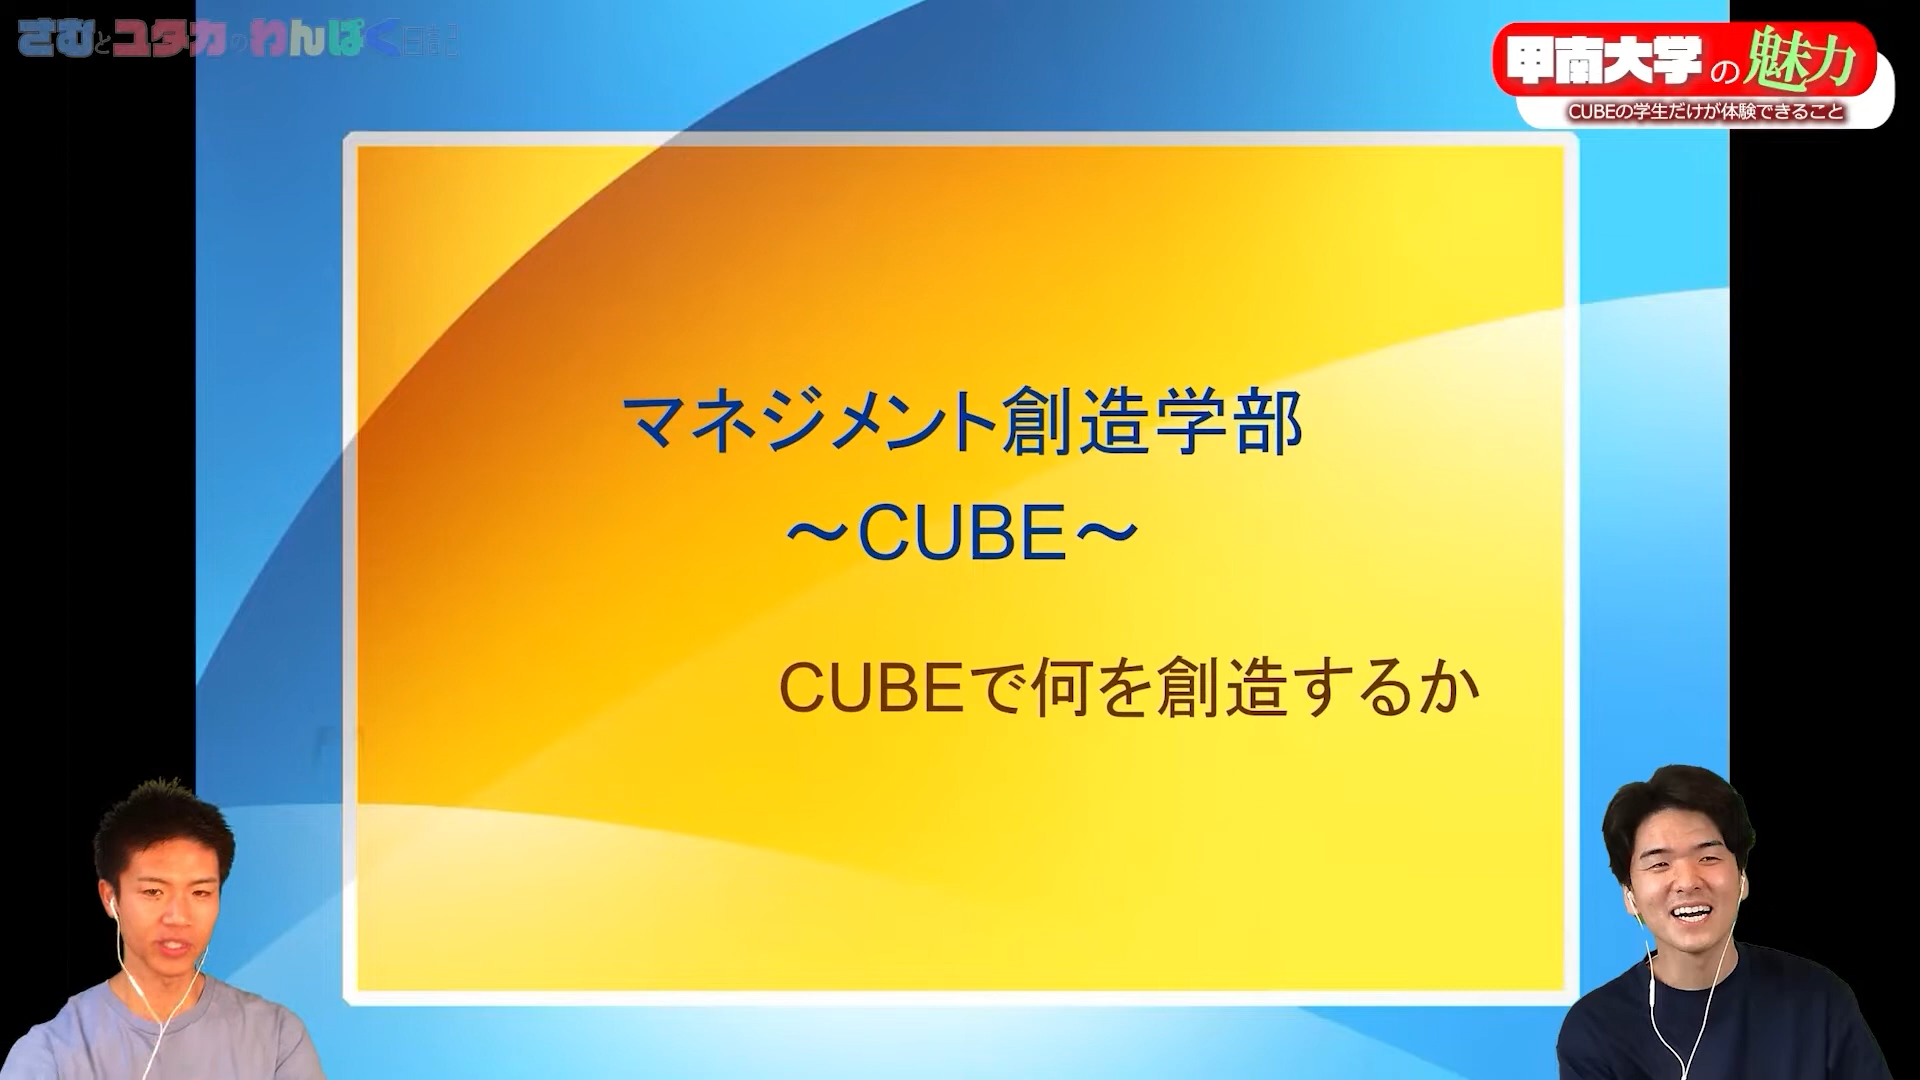 さむとユタカのわんぱく日記
甲南大学の魅力
CUBEの学生だけが体験できること
マネジメント創造学部
～CUBE～
CUBEで何を創造するか